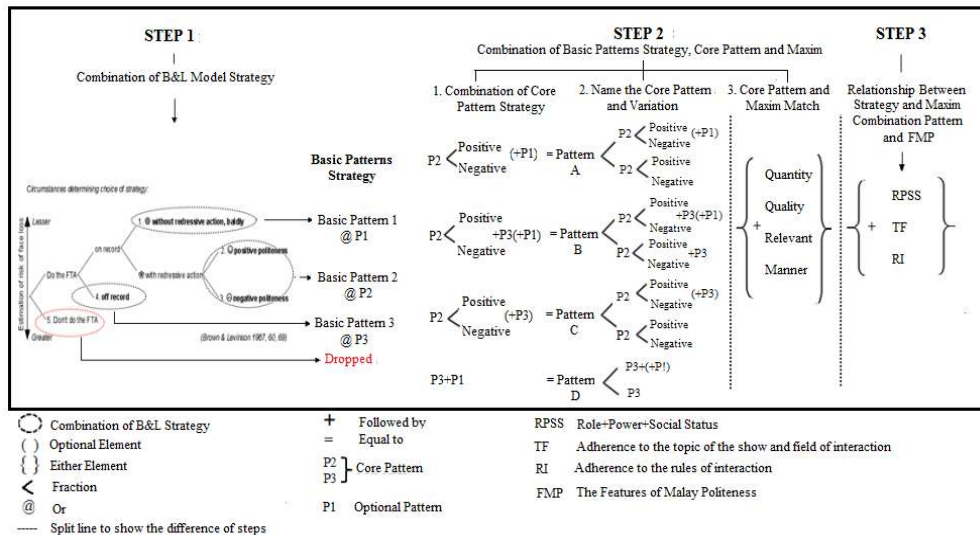 STEP 1
Combination of B&L Model Strategy
Circumstances determining choice of strategy:
Estimation of risk of face loss
Lesser
Greater
Do the FTA
on record
1. without redressive action, baldly
with redressive action
2. positive politeness
3. negative politeness
4. off record
5. Don't do the FTA
(Brown & Levinson 1987, 60, 69)
Basic Patterns
Strategy
Basic Pattern 1
@ P1
Basic Pattern 2
@ P2
Basic Pattern 3
@ P3
Dropped
STEP 2
Combination of Basic Patterns Strategy, Core Pattern and Maxim
1. Combination of Core
Pattern Strategy
2. Name the Core Pattern
and Variation
3. Core Pattern and
Maxim Match
P2 < Positive
Negative (+P1) = Pattern
A
P2 < Positive
Negative (+P1)
P2 < Positive
Negative
P2 < Positive
Negative +P3(+P1) = Pattern
B
P2 < Positive
Negative +P3(+P1)
P2 < Positive
Negative +P3
P2 < Positive
Negative (+P3) = Pattern
C
P2 < Positive
Negative (+P3)
P2 < Positive
Negative
P3+P1 = Pattern
D <
P3+(+P!)
P3
+ {
Quantity
Quality
Relevant
Manner
}
STEP 3
Relationship Between
Strategy and Maxim
Combination Pattern
and FMP
+ {
RPSS
TF
RI
}
Combination of B&L Strategy
( ) Optional Element
{ } Either Element
< Fraction
@ Or
----- Split line to show the difference of steps
+ Followed by
= Equal to
P2
P3 } Core Pattern
P1 Optional Pattern
RPSS Role+Power+Social Status
TF Adherence to the topic of the show and field of interaction
RI Adherence to the rules of interaction
FMP The Features of Malay Politeness